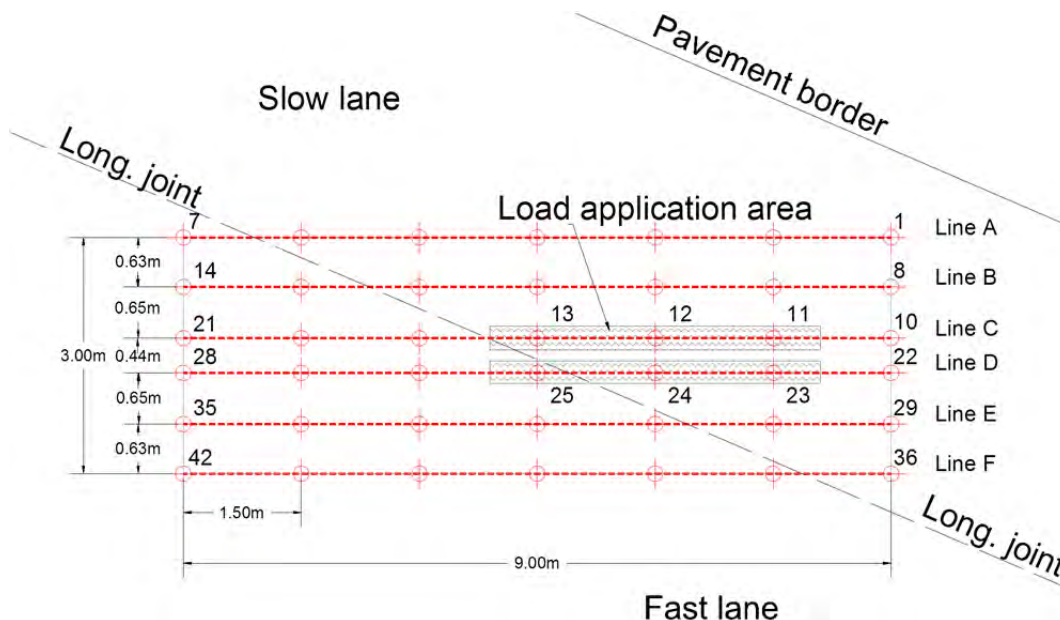 Pavement border
Slow lane
Long. joint
Load application area
7
1
Line A
0.63m
14
8
Line B
0.65m
13
12
11
21
10
Line C
3.00m
0.44m
28
22
Line D
25
24
23
0.65m
35
29
Line E
0.63m
42
36
Line F
1.50m
Long. joint
9.00m
Fast lane